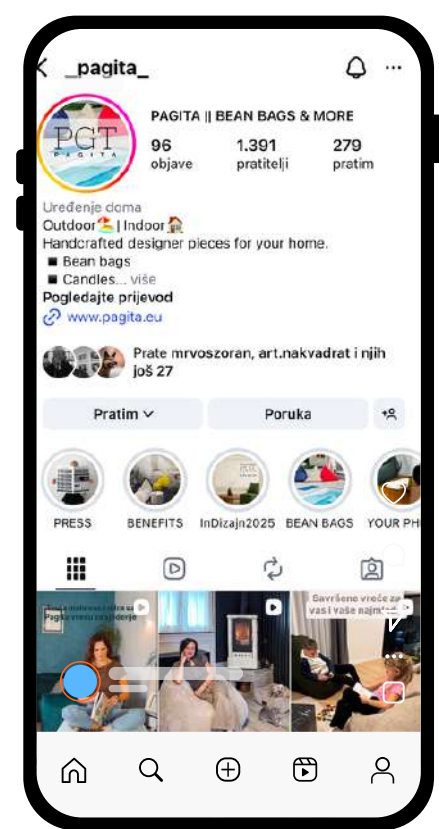 _pagita_
PGT
PAGITA
PAGITA || BEAN BAGS & MORE
96 1.391 279
objave pratitelji pratim
Uređenje doma
Outdoor🏖️| Indoor🏠
Handcrafted designer pieces for your home.
◾ Bean bags
◾ Candles... više
Pogledajte prijevod
www.pagita.eu
Prate mrvoszoran, art.nakvadrat i njih
još 27
Pratim
Poruka
PRESS BENEFITS InDizajn2025 BEAN BAGS YOUR PH
Savršene vreće za
vas i vaše najm